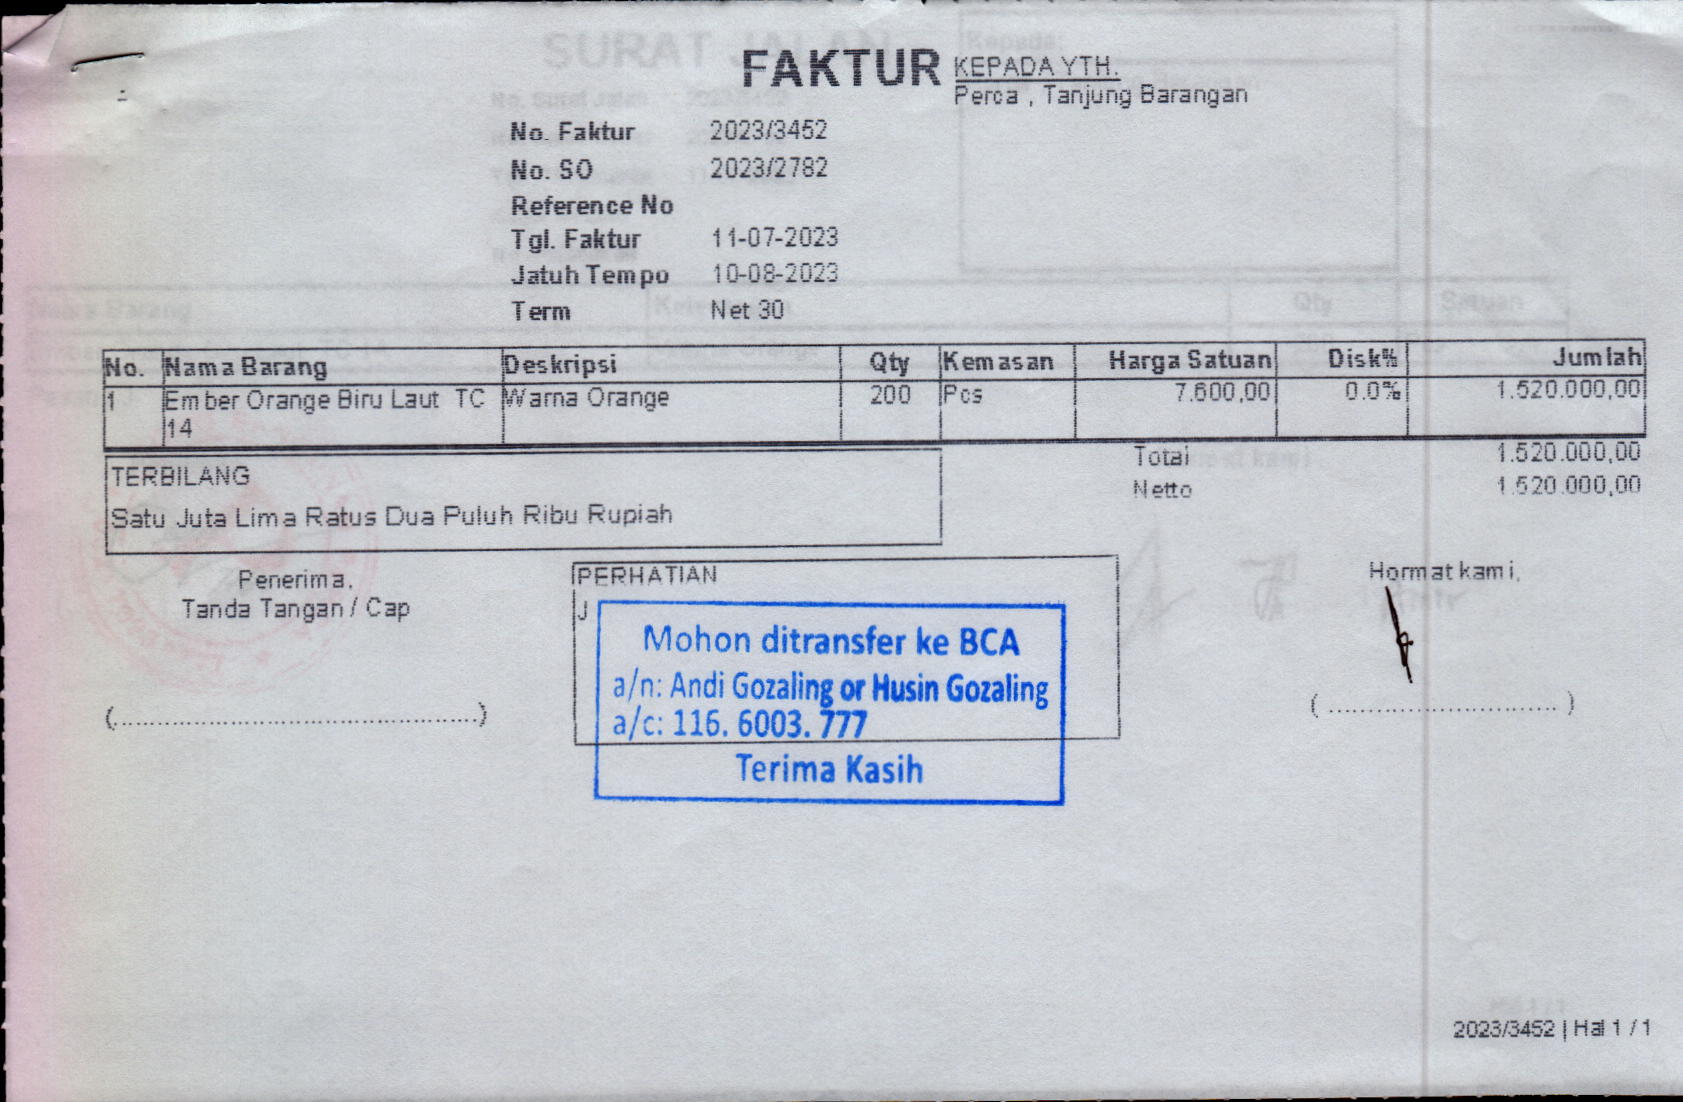 FAKTUR
KEPADA YTH.
Perca , Tanjung Barangan
No. Faktur 2023/3452
No. SO 2023/2782
Reference No
Tgl. Faktur 11-07-2023
Jatuh Tempo 10-08-2023
Term Net 30
No. Nama Barang Deskripsi Qty Kemasan Harga Satuan Disk% Jumlah
1 Ember Orange Biru Laut TC Warna Orange 200 Pcs 7.600,00 0.0% 1.520.000,00
14
Total 1.520.000,00
Netto 1.520.000,00
TERBILANG
Satu Juta Lima Ratus Dua Puluh Ribu Rupiah
Penerima,
Tanda Tangan / Cap
(................................................)
PERHATIAN
J
Mohon ditransfer ke BCA
a/n: Andi Gozaling or Husin Gozaling
a/c: 116. 6003. 777
Terima Kasih
Hormat kami,
( ............................. )
2023/3452 | Hal 1 / 1